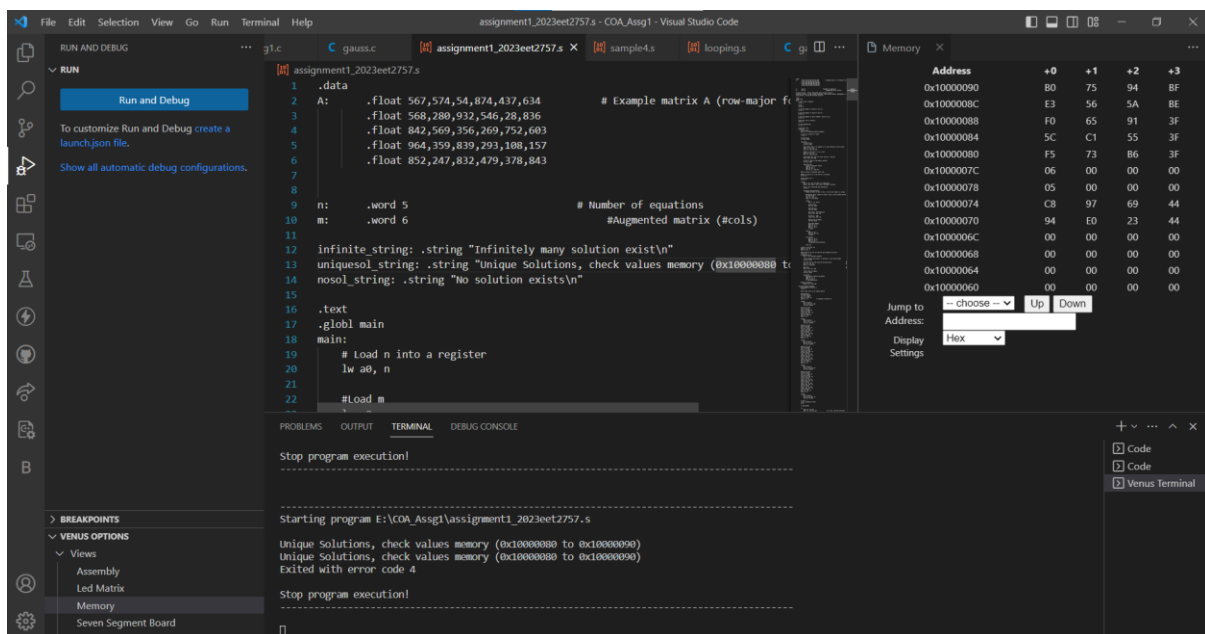 File Edit Selection View Go Run Terminal Help
assignment1_2023eet2757.s - COA_Assg1 - Visual Studio Code
RUN AND DEBUG ···
RUN
Run and Debug
To customize Run and Debug create a
launch.json file.
Show all automatic debug configurations.
BREAKPOINTS
VENUS OPTIONS
Views
Assembly
Led Matrix
Memory
Seven Segment Board
g1.c C gauss.c assignment1_2023eet2757.s × sample4.s looping.s C
assignment1_2023eet2757.s
1 .data
2 A: .float 567,574,54,874,437,634 # Example matrix A (row-major
3 .float 568,280,932,546,28,836
4 .float 842,569,356,269,752,603
5 .float 964,359,839,293,108,157
6 .float 852,247,832,479,378,843
7
8
9 n: .word 5 # Number of equations
10 m: .word 6 #Augmented matrix (#cols)
11
12 infinite_string: .string "Infinitely many solution exist\n"
13 uniquesol_string: .string "Unique Solutions, check values memory (0x10000080
14 nosol_string: .string "No solution exists\n"
15
16 .text
17 .globl main
18 main:
19 # Load n into a register
20 lw a0, n
21
22 #Load m
Memory ×
Address +0 +1 +2 +3
0x10000090 B0 75 94 BF
0x1000008C E3 56 5A BE
0x10000088 F0 65 91 3F
0x10000084 5C C1 55 3F
0x10000080 F5 73 B6 3F
0x1000007C 06 00 00 00
0x10000078 05 00 00 00
0x10000074 C8 97 69 44
0x10000070 94 E0 23 44
0x1000006C 00 00 00 00
0x10000068 00 00 00 00
0x10000064 00 00 00 00
0x10000060 00 00 00 00
Jump to
Address:
-- choose -- Up Down
Display
Settings
Hex
PROBLEMS OUTPUT TERMINAL DEBUG CONSOLE
Stop program execution!
--------------------------------------------------------------------------------
--------------------------------------------------------------------------------
Starting program E:\COA_Assg1\assignment1_2023eet2757.s
Unique Solutions, check values memory (0x10000080 to 0x10000090)
Unique Solutions, check values memory (0x10000080 to 0x10000090)
Exited with error code 4
Stop program execution!
--------------------------------------------------------------------------------
Code
Code
Venus Terminal